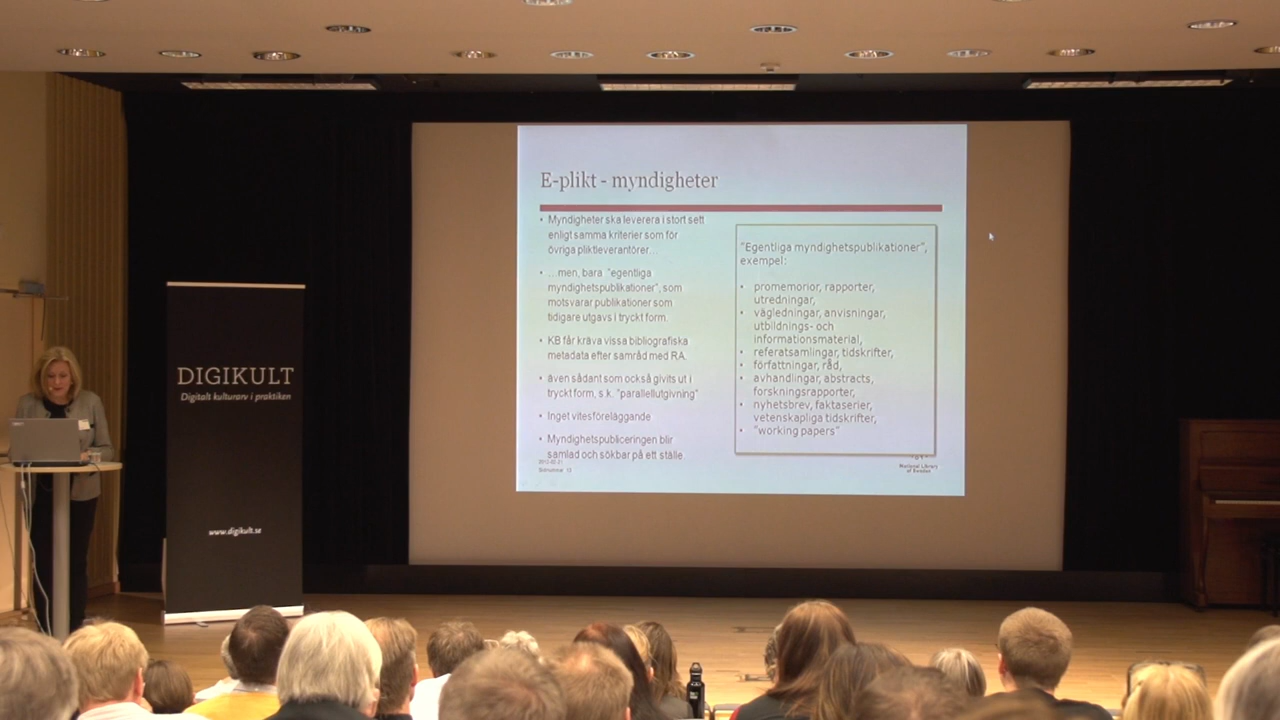 E-plikt - myndigheter
• Myndigheter ska leverera i stort sett
enligt samma kriterier som för
övriga pliktleverantörer…
• …men, bara "egentliga
myndighetspublikationer", som
motsvarar publikationer som
tidigare utgavs i tryckt form.
• KB får kräva vissa bibliografiska
metadata efter samråd med RA.
• även sådant som också givits ut i
tryckt form, s.k. "parallellutgivning"
• Inget vitesföreläggande
• Myndighetspubliceringen blir
samlad och sökbar på ett ställe.
"Egentliga myndighetspublikationer",
exempel:
• promemorior, rapporter,
utredningar,
• vägledningar, anvisningar,
utbildnings- och
informationsmaterial,
• referatsamlingar, tidskrifter,
• författningar, råd,
• avhandlingar, abstracts,
forskningsrapporter,
• nyhetsbrev, faktaserier,
vetenskapliga tidskrifter,
• "working papers"
Sidnummer 13
National Library
of Sweden
DIGIKULT
Digitalt kulturarv i praktiken
www.digikult.se